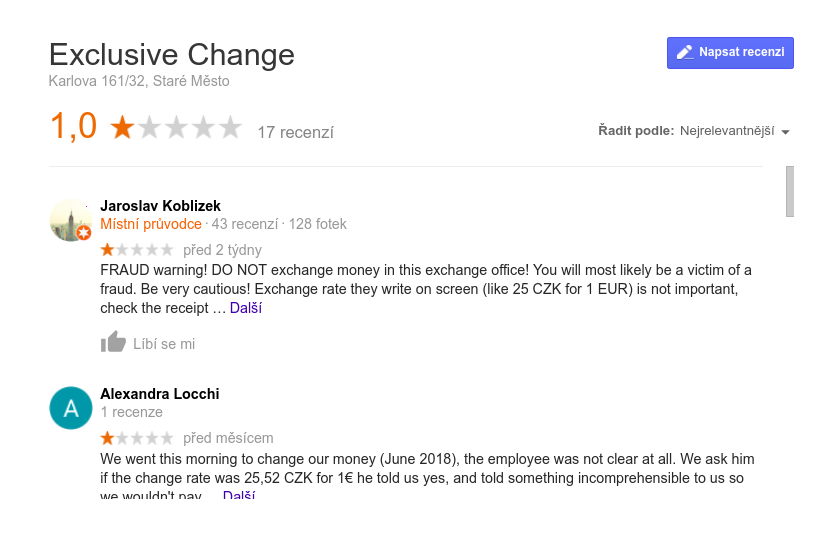 Exclusive Change
Napsat recenzi
Karlova 161/32, Staré Město
1,0 17 recenzí
Řadit podle: Nejrelevantnější
Jaroslav Koblizek
Místní průvodce · 43 recenzí · 128 fotek
před 2 týdny
FRAUD warning! DO NOT exchange money in this exchange office! You will most likely be a victim of a
fraud. Be very cautious! Exchange rate they write on screen (like 25 CZK for 1 EUR) is not important,
check the receipt … Další
Líbí se mi
A
Alexandra Locchi
1 recenze
před měsícem
We went this morning to change our money (June 2018), the employee was not clear at all. We ask him
if the change rate was 25,52 CZK for 1€ he told us yes, and told something incomprehensible to us so
we wouldn't pay … Další